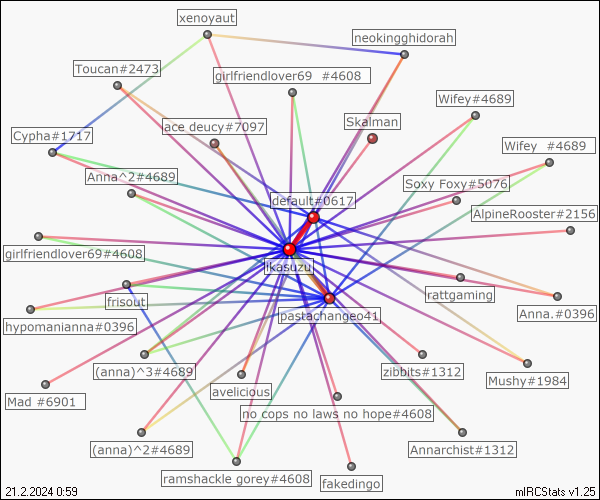 xenoyaut
neokingghidorah
Toucan#2473
girlfriendlover69  #4608
Wifey#4689
Skalman
ace deucy#7097
Cypha#1717
Wifey  #4689
Anna^2#4689
Soxy Foxy#5076
default#0617
AlpineRooster#2156
girlfriendlover69#4608
ikasuzu
rattgaming
frisout
Anna.#0396
hypomanianna#0396
pastachangeo41
(anna)^3#4689
zibbits#1312
Mushy#1984
avelicious
Mad #6901
no cops no laws no hope#4608
(anna)^2#4689
Annarchist#1312
ramshackle gorey#4608
fakedingo
21.2.2024 0:59
mIRCStats v1.25